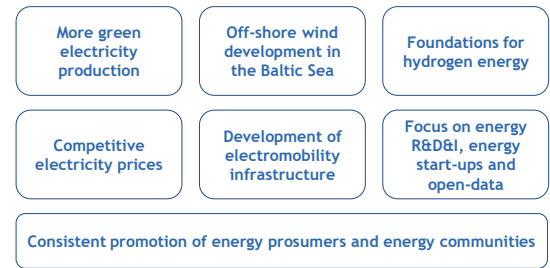 More green
electricity
production
Off-shore wind
development in
the Baltic Sea
Foundations for
hydrogen energy
Competitive
electricity prices
Development of
electromobility
infrastructure
Focus on energy
R&D&I, energy
start-ups and
open-data
Consistent promotion of energy prosumers and energy communities